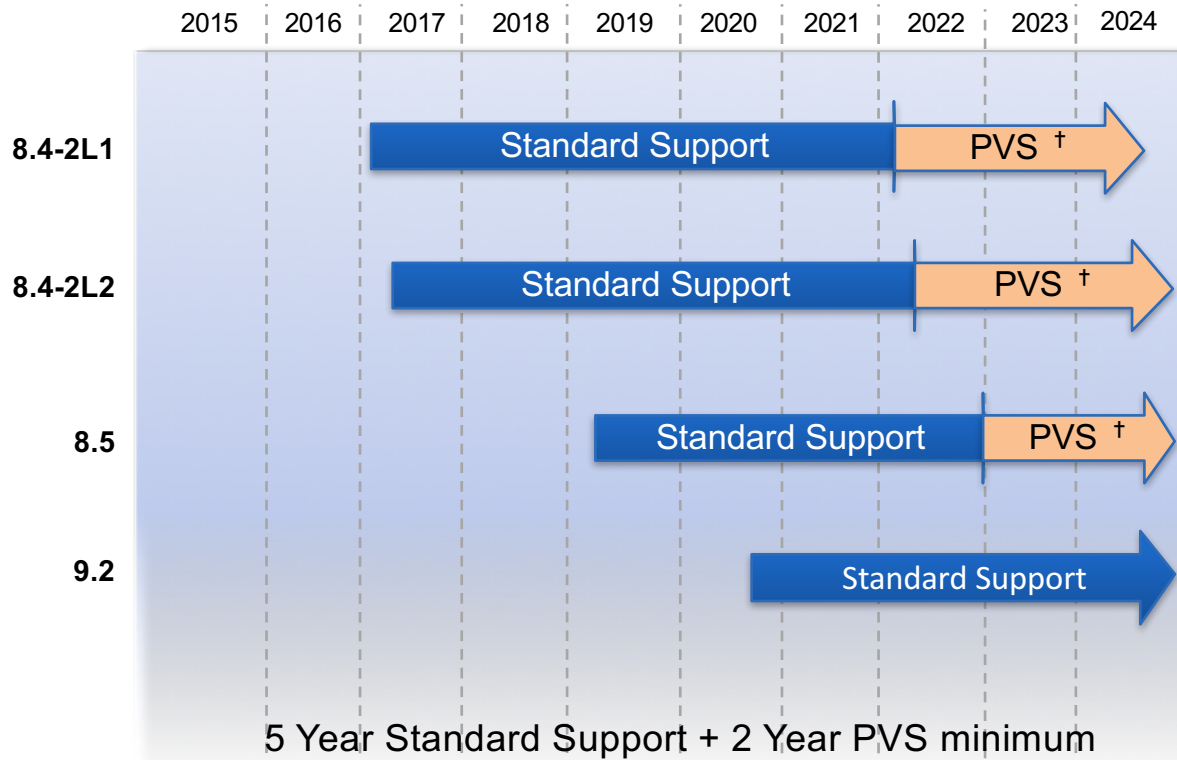 2015 2016 2017 2018 2019 2020 2021 2022 2023 2024
8.4-2L1 Standard Support PVS †
8.4-2L2 Standard Support PVS †
8.5 Standard Support PVS †
9.2 Standard Support
5 Year Standard Support + 2 Year PVS minimum